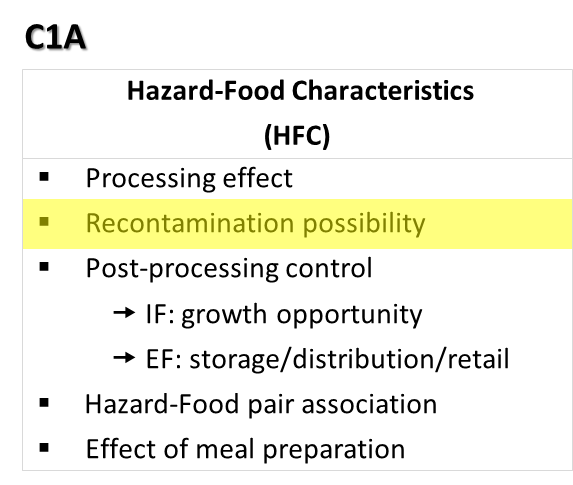 C1A
Hazard-Food Characteristics
(HFC)
▪ Processing effect
▪ Recontamination possibility
▪ Post-processing control
→ IF: growth opportunity
→ EF: storage/distribution/retail
▪ Hazard-Food pair association
▪ Effect of meal preparation